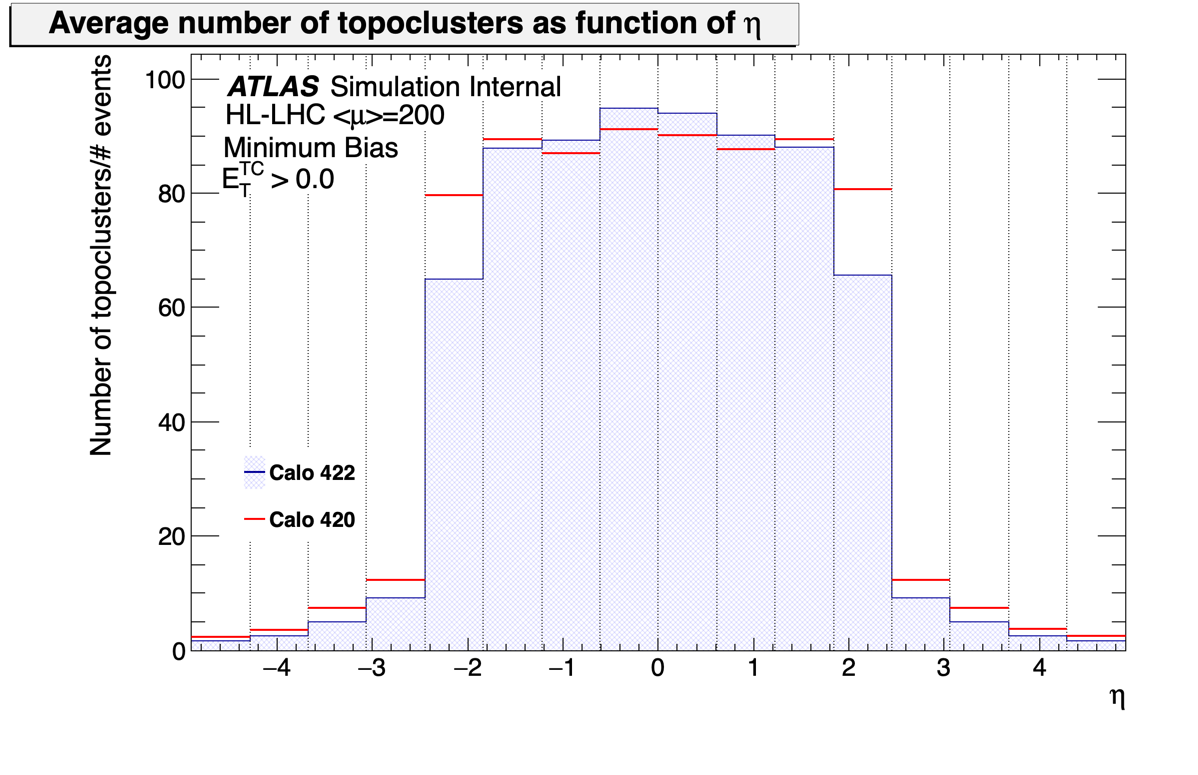 Average number of topoclusters as function of η
Number of topoclusters/# events
100
80
60
40
20
0
ATLAS Simulation Internal
HL-LHC <μ>=200
Minimum Bias
E_T^TC > 0.0
Calo 422
Calo 420
−4 −3 −2 −1 0 1 2 3 4
η